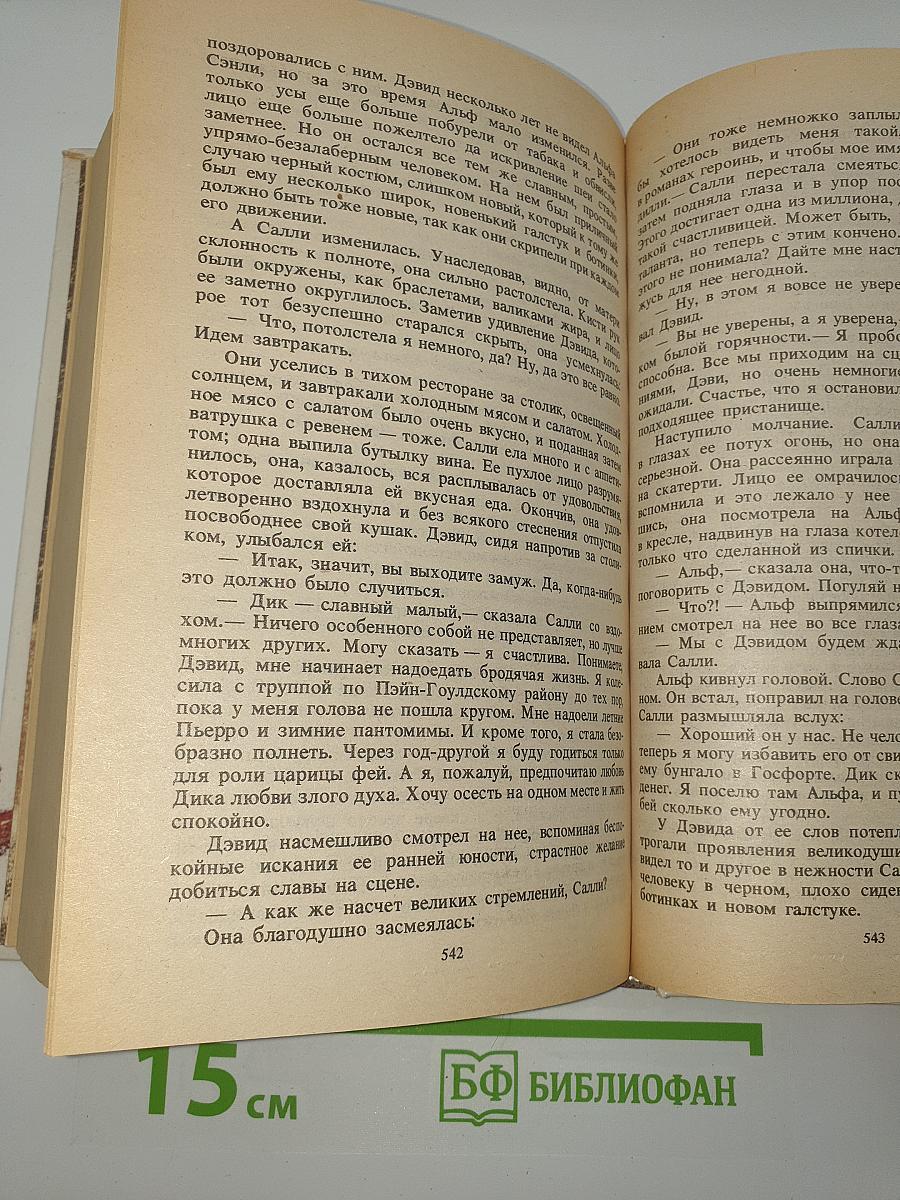 поздоровались с ним. Дэвид несколько лет не видел Альфа
Сэнли, но за это время Альф мало изменился. Разве
только усы еще больше побурели от табака и обвисли,
лицо еще больше пожелтело да искривление шеи стало
заметнее. Но он остался все тем же славным, простым,
упрямо-безалаберным человеком. На нем был приличный
случаю черный костюм, слишком новый, который к тому же
был ему несколько широк, новенький галстук и ботинки,
должно быть тоже новые, так как они скрипели при каждом
его движении.
А Салли изменилась. Унаследовав, видно, от матери
склонность к полноте, она сильно растолстела. Кисти рук
были окружены, как браслетами, валиками жира, и лицо
ее заметно округлилось. Заметив удивление Дэвида, кото-
рое тот безуспешно старался скрыть, она усмехнулась:
— Что, потолстела я немного, да? Ну, да это все равно.
Идем завтракать.
Они уселись в тихом ресторане за столик, освещенный
солнцем, и завтракали холодным мясом и салатом. Холод-
ное мясо с салатом было очень вкусно, и поданная затем
ватрушка с ревенем — тоже. Салли ела много и с аппети-
том; одна выпила бутылку вина. Ее пухлое лицо разрумя-
нилось, она, казалось, вся расплывалась от удовольствия,
которое доставляла ей вкусная еда. Окончив, она удов-
летворенно вздохнула и без всякого стеснения отпустила
посвободнее свой кушак. Дэвид, сидя напротив за столи-
ком, улыбался ей:
— Итак, значит, вы выходите замуж. Да, когда-нибудь
это должно было случиться.
— Дик — славный малый,— сказала Салли со вздо-
хом.— Ничего особенного собой не представляет, но лучше
многих других. Могу сказать — я счастлива. Понимаете,
Дэвид, мне начинает надоедать бродячая жизнь. Я коле-
сила с труппой по Пэйн-Гоулдскому району до тех пор,
пока у меня голова не пошла кругом. Мне надоели летние
Пьерро и зимние пантомимы. И кроме того, я стала безо-
бразно полнеть. Через год-другой я буду годиться только
для роли царицы фей. А я, пожалуй, предпочитаю любовь
Дика любви злого духа. Хочу осесть на одном месте и жить
спокойно.
Дэвид насмешливо смотрел на нее, вспоминая беспо-
койные искания ее ранней юности, страстное желание
добиться славы на сцене.
— А как же насчет великих стремлений, Салли?
Она благодушно засмеялась:
542
— Они тоже немножко заплыл
бы хотелось видеть меня такой,
в романах героинь, и чтобы мое имя
дилли.— Салли перестала смеяться,
затем подняла глаза и в упор пос
Этого достигает одна из миллиона,
такой счастливицей. Может быть,
таланта, но теперь с этим кончено.
этого не понимала? Дайте мне наст
жусь для нее негодной.
— Ну, в этом я вовсе не увере
вал Дэвид.
— Вы не уверены, а я уверена,—
ком былой горячности.— Я пробо
способна. Все мы приходим на сц
ниями, Дэви, но очень немногие
ожидали. Счастье, что я остановил
подходящее пристанище.
Наступило молчание. Салли
в глазах ее потух огонь, но она
серьезной. Она рассеянно играла
на скатерти. Лицо ее омрачилось
вспомнила и это лежало у нее
шись, она посмотрела на Альф
в кресле, надвинув на глаза котел
только что сделанной из спички.
— Альф,— сказала она, что-т
поговорить с Дэвидом. Погуляй н
— Что?! — Альф выпрямился
нием смотрел на нее во все глаза
— Мы с Дэвидом будем жда
вала Салли.
Альф кивнул головой. Слово С
ном. Он встал, поправил на голове
Салли размышляла вслух:
— Хороший он у нас. Не чело
теперь я могу избавить его от сви
ему бунгало в Госфорте. Дик ск
денег. Я поселю там Альфа, и пу
бей сколько ему угодно.
У Дэвида от ее слов потепл
трогали проявления великодуши
видел то и другое в нежности Са
человеку в черном, плохо сиде
ботинках и новом галстуке.
543
15 см
БФ БИБЛИОФАН